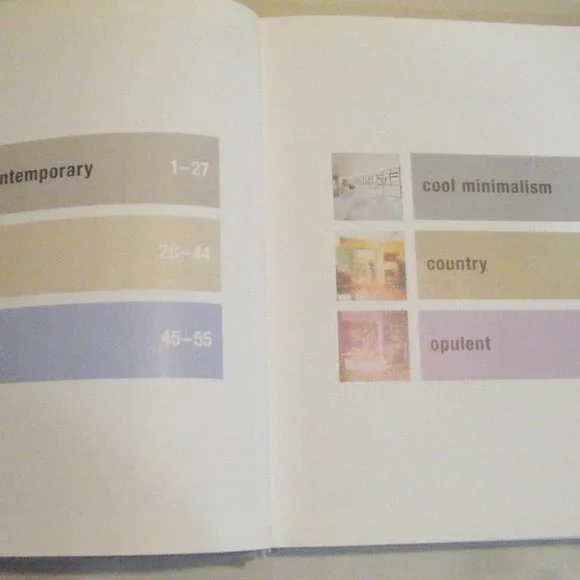 ntemporary 1–27
28–44
45–55
cool minimalism
country
opulent